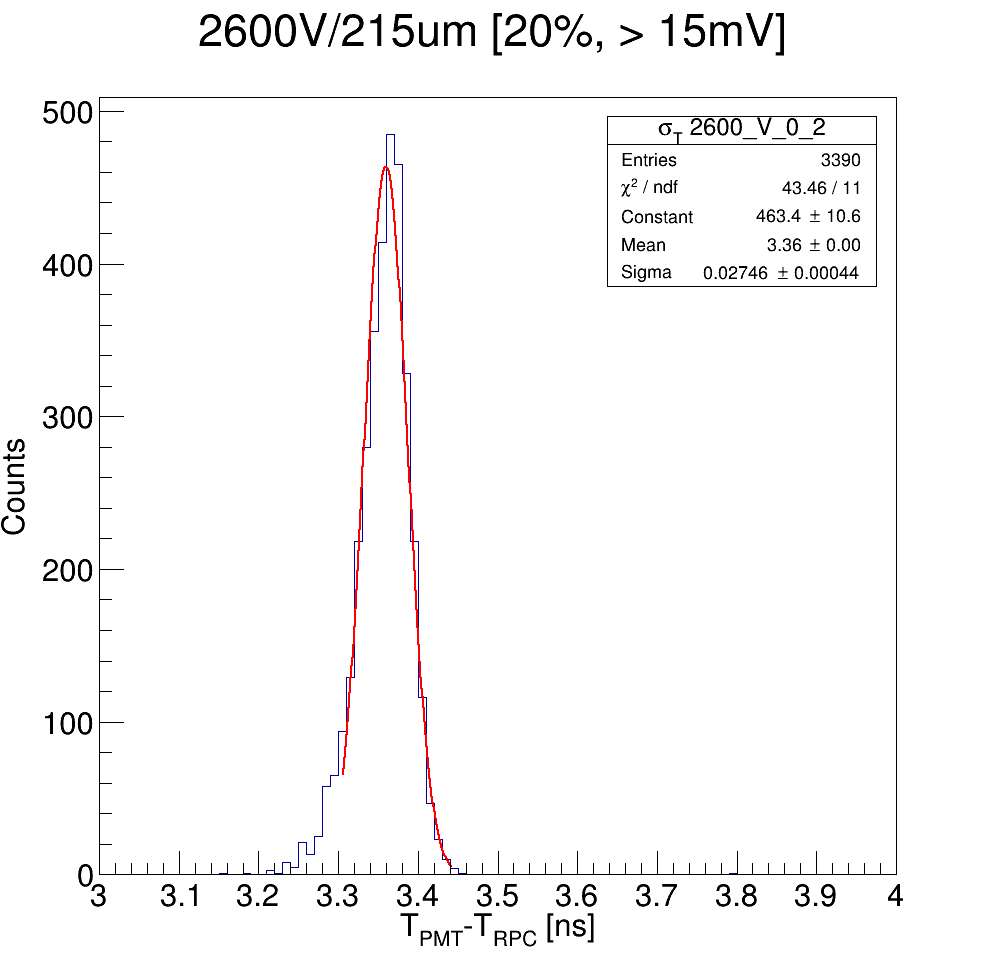 2600V/215um [20%, > 15mV]
σT 2600_V_0_2
Entries 3390
χ² / ndf 43.46 / 11
Constant 463.4 ± 10.6
Mean 3.36 ± 0.00
Sigma 0.02746 ± 0.00044
500
400
300
200
100
0
Counts
3 3.1 3.2 3.3 3.4 3.5 3.6 3.7 3.8 3.9 4
TPMT-TRPC [ns]